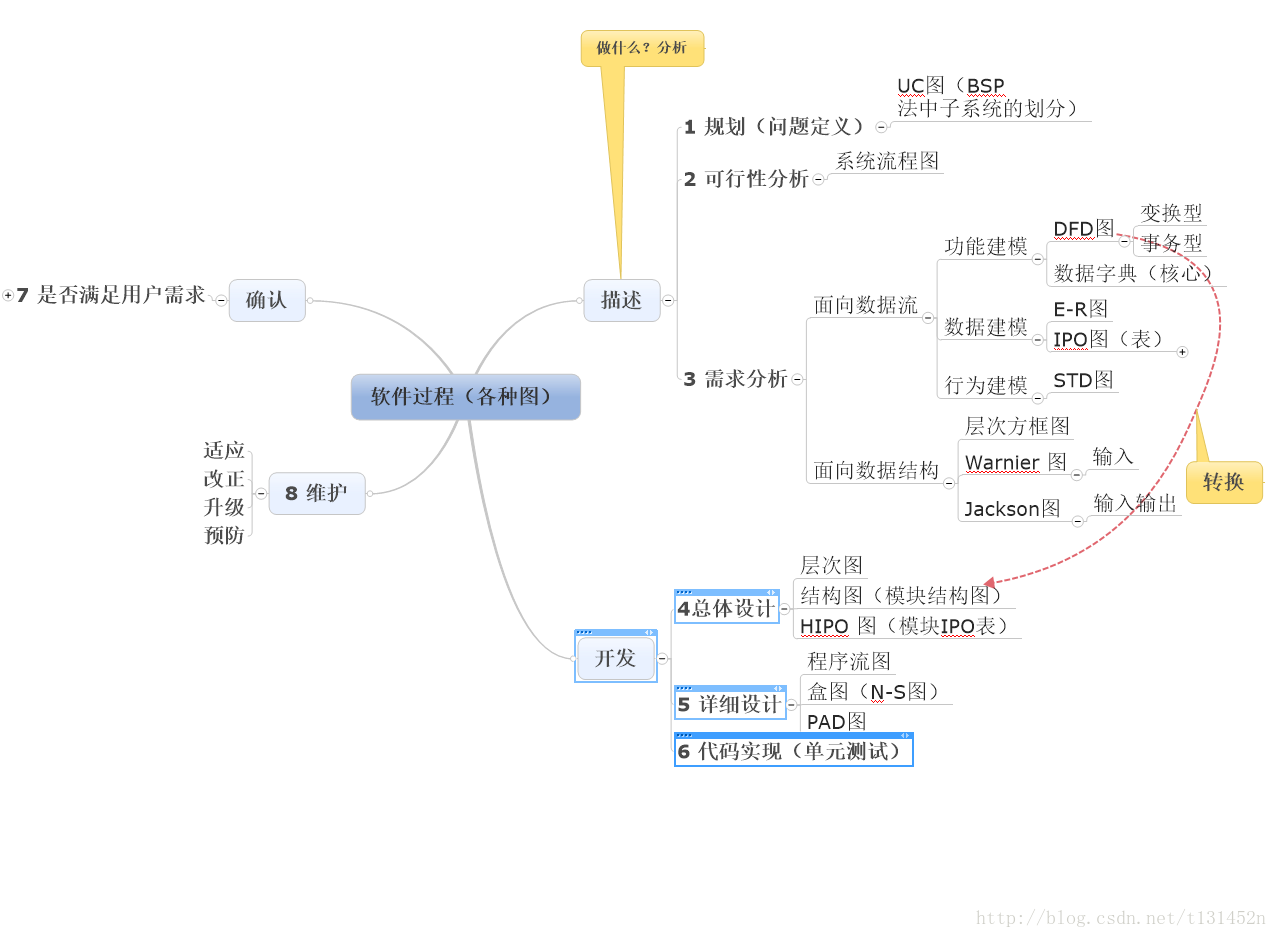 做什么？分析
UC图（BSP
法中子系统的划分）
1 规划（问题定义）
2 可行性分析
系统流程图
变换型
DFD图
事务型
功能建模
数据字典（核心）
7 是否满足用户需求
确认
描述
面向数据流
E-R图
数据建模
IPO图（表）
3 需求分析
行为建模
STD图
软件过程（各种图）
层次方框图
适应
Warnier 图
输入
面向数据结构
改正
转换
8 维护
升级
Jackson图
输入输出
预防
层次图
4总体设计
结构图（模块结构图）
HIPO 图（模块IPO表）
开发
程序流图
5 详细设计
盒图（N-S图）
PAD图
6 代码实现（单元测试）
http://blog.csdn.net/t131452n